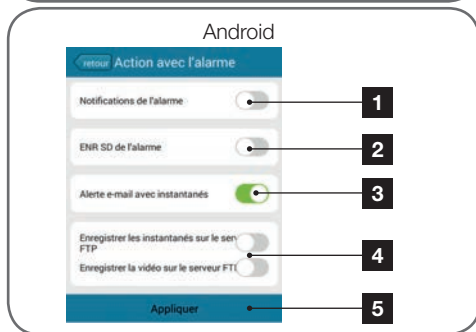 Android
retour Action avec l'alarme
Notifications de l'alarme
1
ENR SD de l'alarme
2
Alerte e-mail avec instantanés
3
Enregistrer les instantanés sur le serv
FTP
4
Enregistrer la vidéo sur le serveur FTP
Appliquer
5